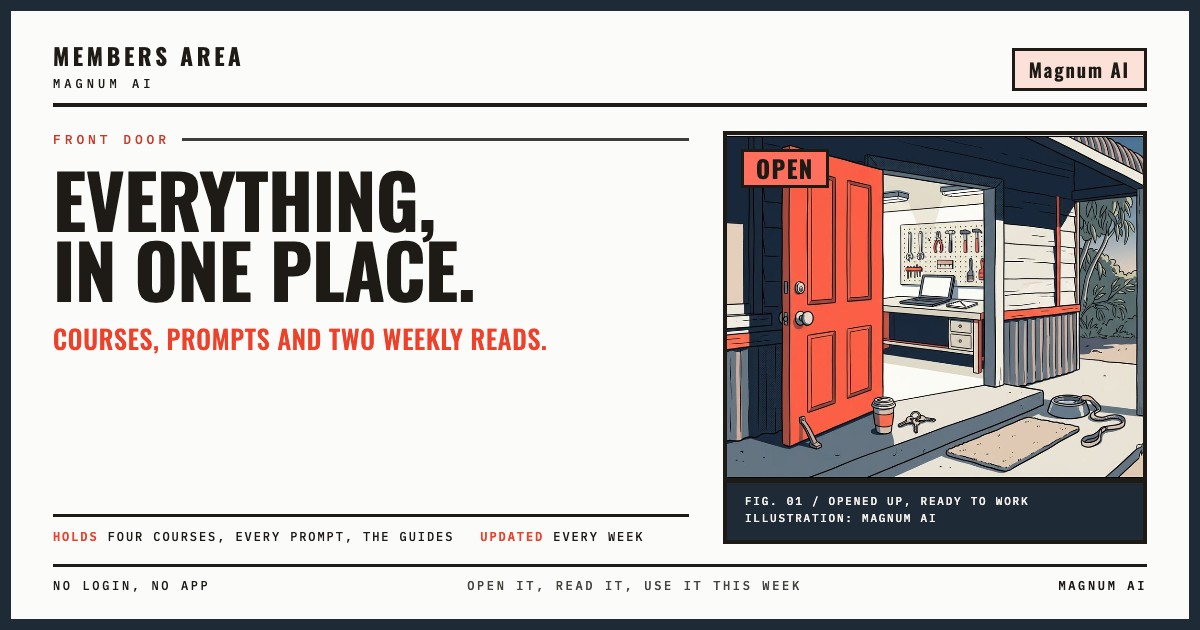 MEMBERS AREA
MAGNUM AI
Magnum AI
FRONT DOOR
EVERYTHING,
IN ONE PLACE.
COURSES, PROMPTS AND TWO WEEKLY READS.
HOLDS FOUR COURSES, EVERY PROMPT, THE GUIDES UPDATED EVERY WEEK
OPEN
FIG. 01 / OPENED UP, READY TO WORK
ILLUSTRATION: MAGNUM AI
NO LOGIN, NO APP
OPEN IT, READ IT, USE IT THIS WEEK
MAGNUM AI